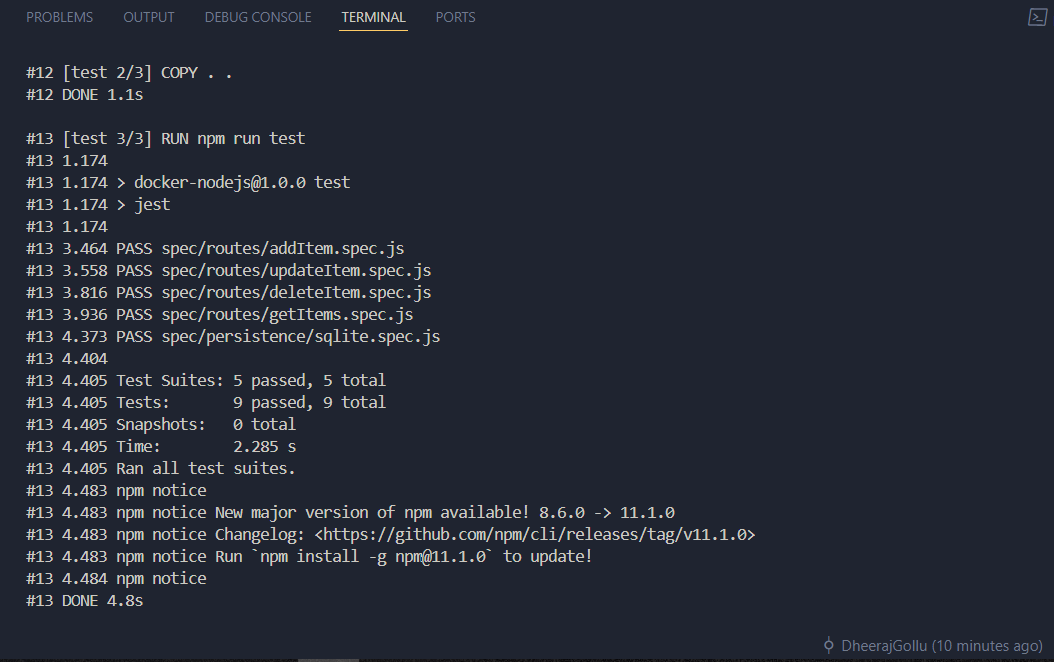 PROBLEMS OUTPUT DEBUG CONSOLE TERMINAL PORTS
#12 [test 2/3] COPY . .
#12 DONE 1.1s
#13 [test 3/3] RUN npm run test
#13 1.174
#13 1.174 > docker-nodejs@1.0.0 test
#13 1.174 > jest
#13 1.174
#13 3.464 PASS spec/routes/addItem.spec.js
#13 3.558 PASS spec/routes/updateItem.spec.js
#13 3.816 PASS spec/routes/deleteItem.spec.js
#13 3.936 PASS spec/routes/getItems.spec.js
#13 4.373 PASS spec/persistence/sqlite.spec.js
#13 4.404
#13 4.405 Test Suites: 5 passed, 5 total
#13 4.405 Tests:       9 passed, 9 total
#13 4.405 Snapshots:   0 total
#13 4.405 Time:        2.285 s
#13 4.405 Ran all test suites.
#13 4.483 npm notice
#13 4.483 npm notice New major version of npm available! 8.6.0 -> 11.1.0
#13 4.483 npm notice Changelog: <https://github.com/npm/cli/releases/tag/v11.1.0>
#13 4.483 npm notice Run `npm install -g npm@11.1.0` to update!
#13 4.484 npm notice
#13 DONE 4.8s
DheerajGollu (10 minutes ago)